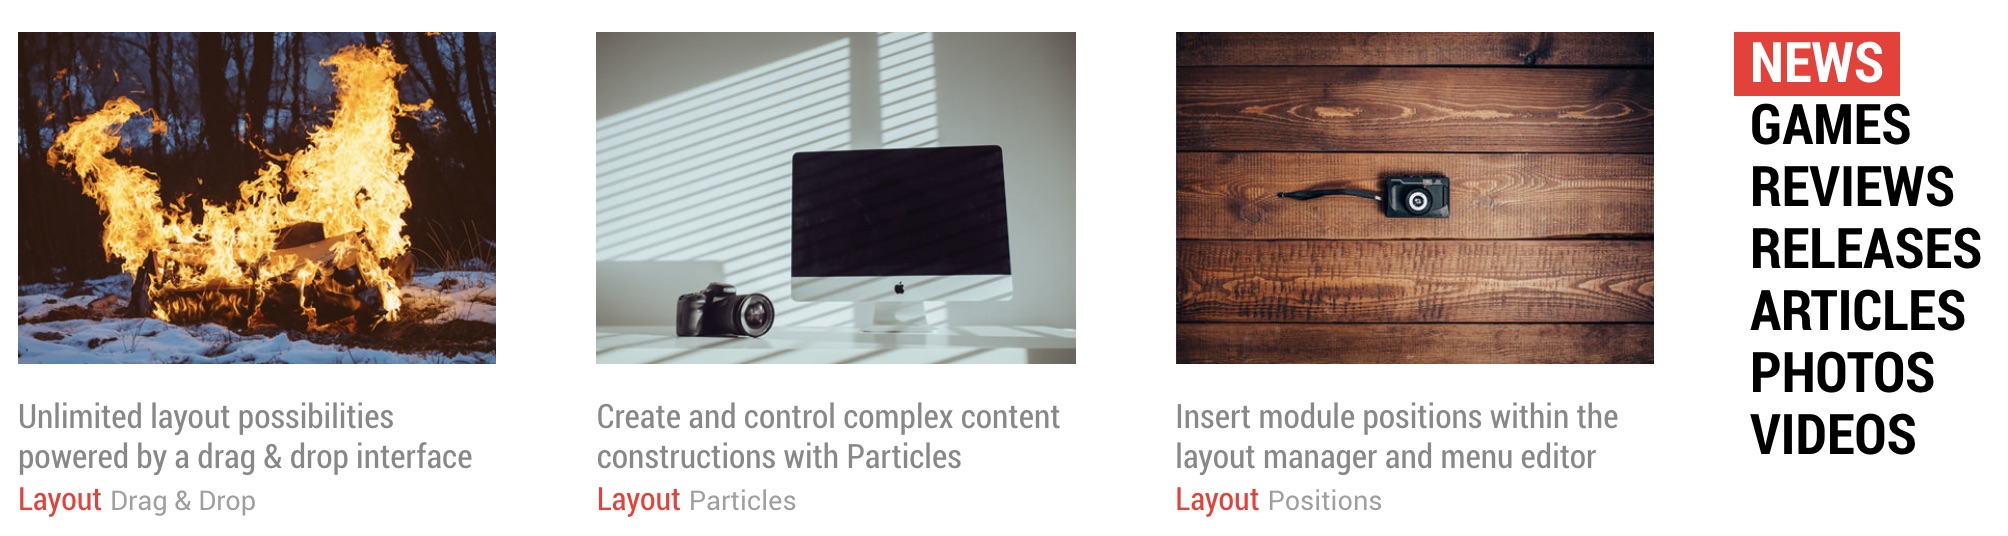 Unlimited layout possibilities
powered by a drag & drop interface
Layout Drag & Drop
Create and control complex content
constructions with Particles
Layout Particles
Insert module positions within the
layout manager and menu editor
Layout Positions
NEWS
GAMES
REVIEWS
RELEASES
ARTICLES
PHOTOS
VIDEOS